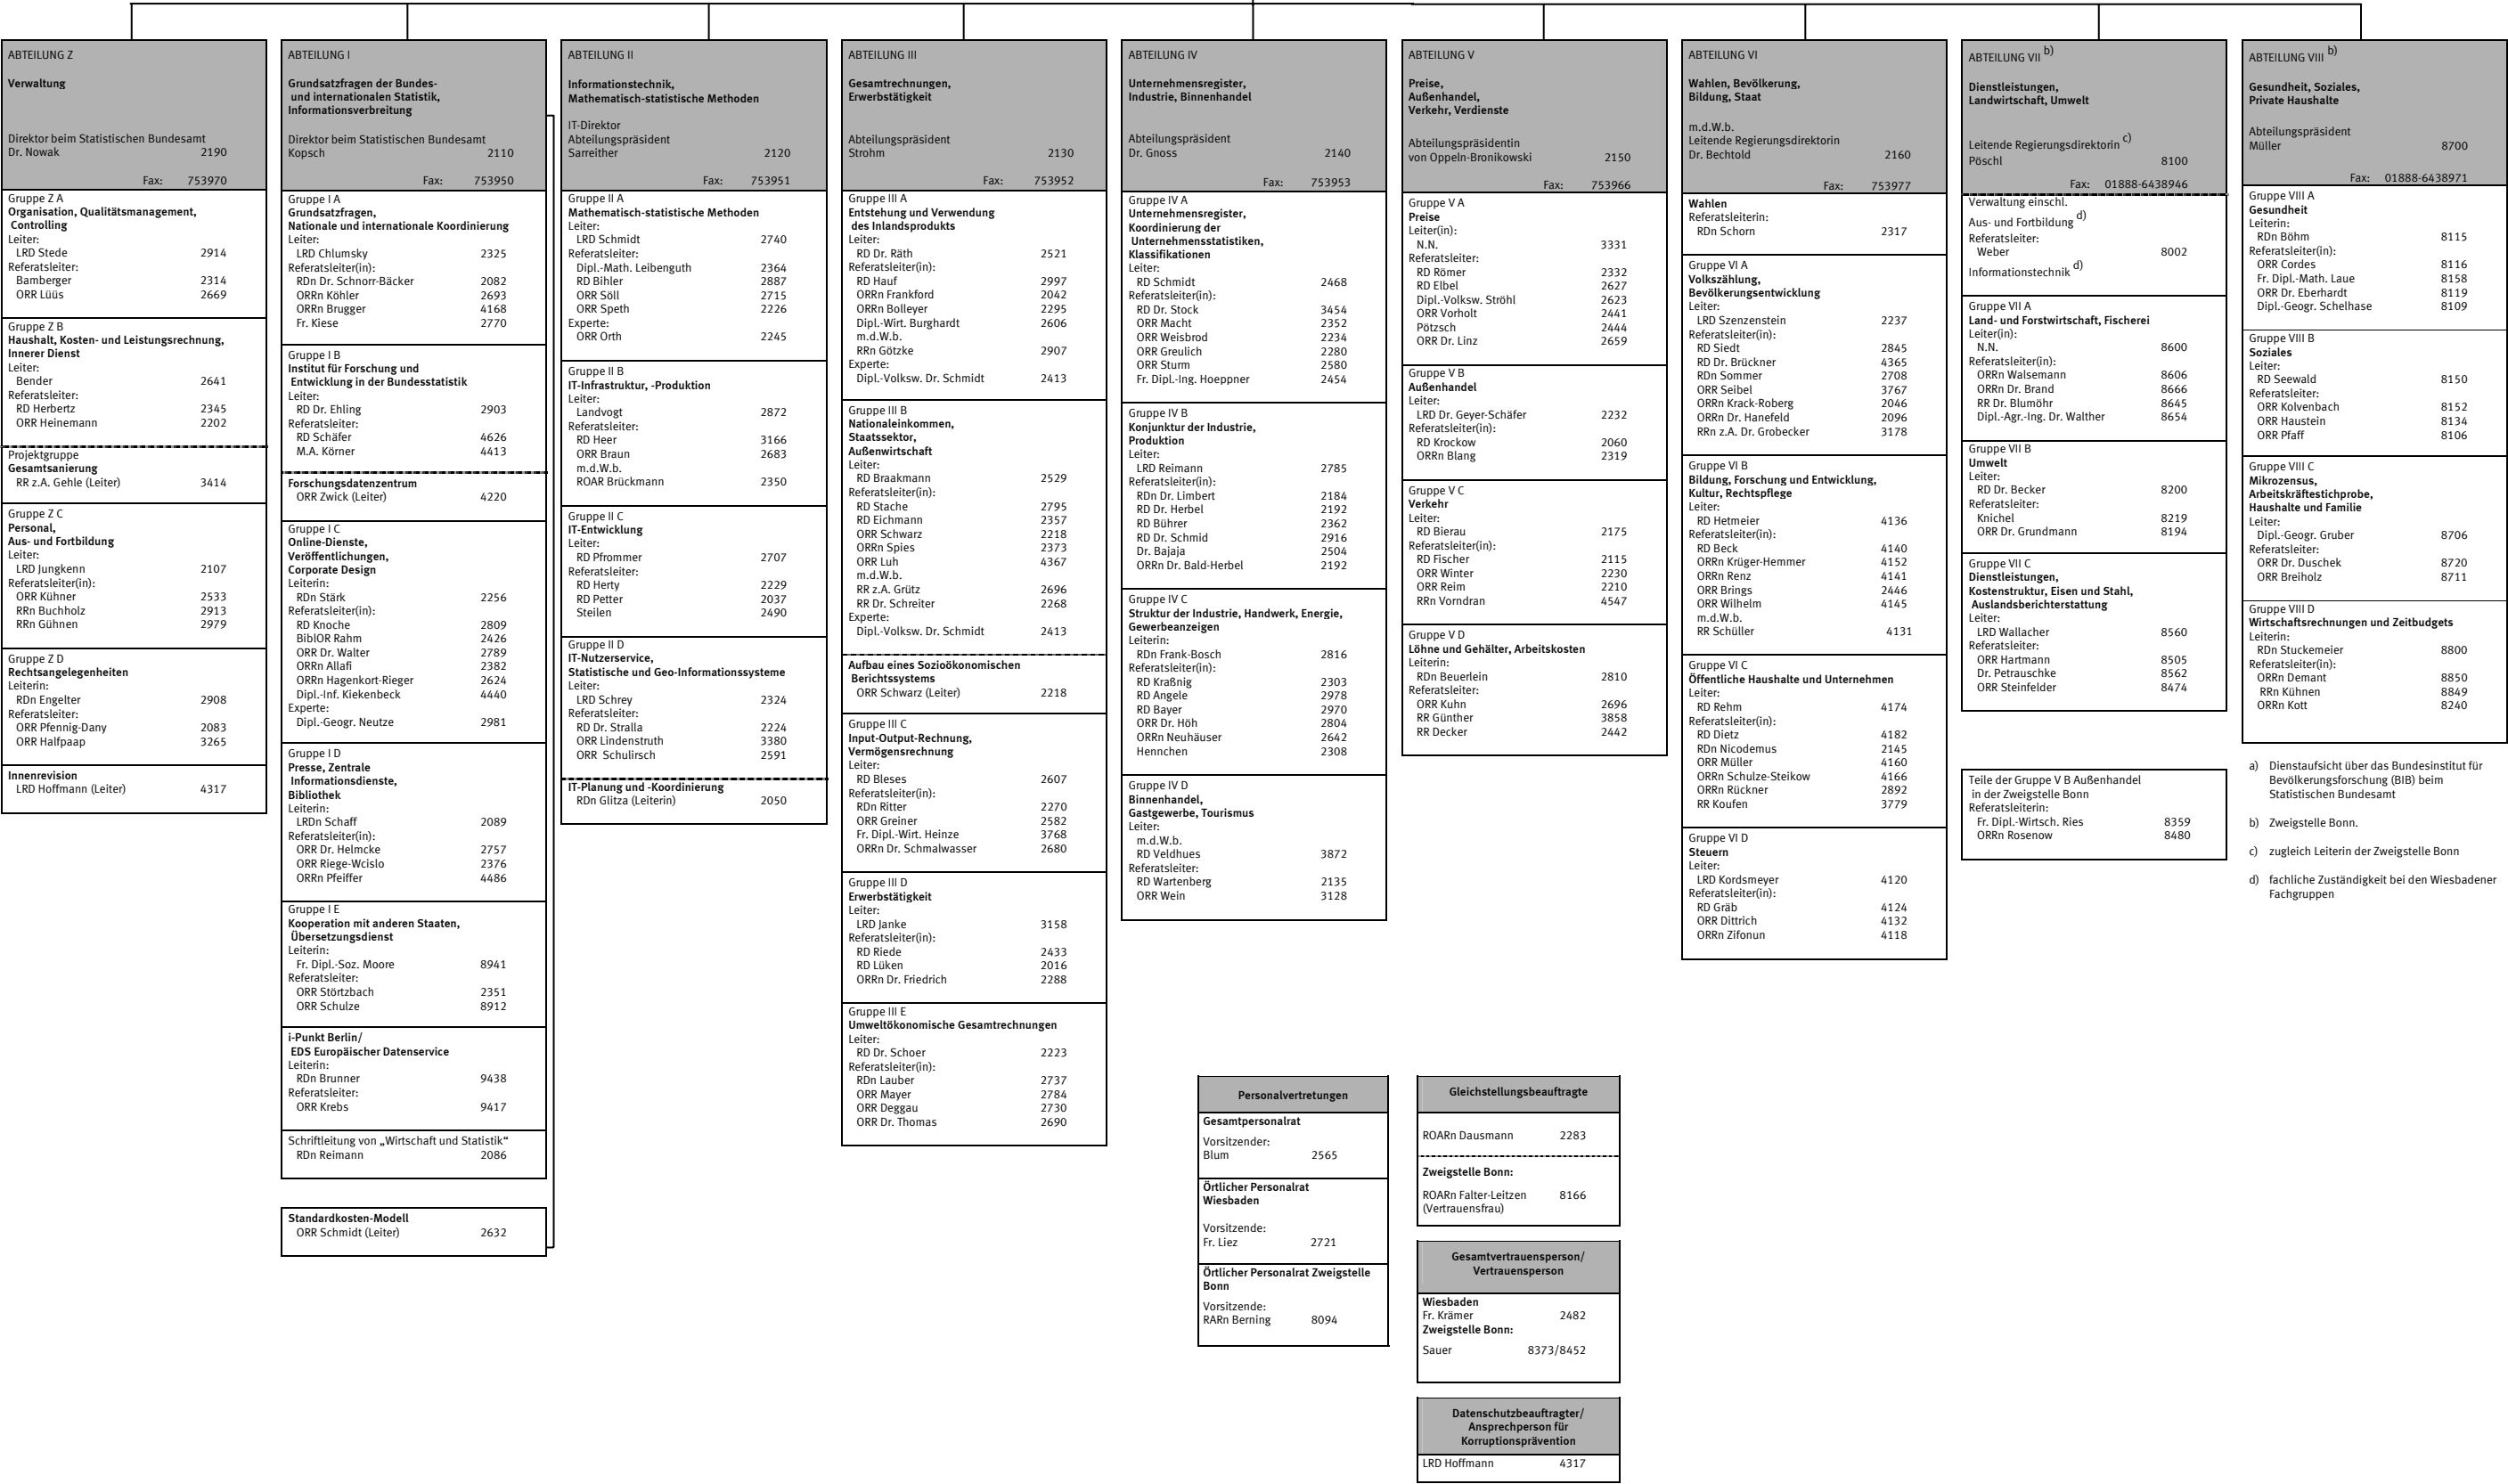 ABTEILUNG Z
Verwaltung
Direktor beim Statistischen Bundesamt
Dr. Nowak 2190
Fax: 753970
Gruppe Z A
Organisation, Qualitätsmanagement,
Controlling
Leiter:
LRD Stede 2914
Referatsleiter:
Bamberger 2314
ORR Lüüs 2669
Gruppe Z B
Haushalt, Kosten- und Leistungsrechnung,
Innerer Dienst
Leiter:
Bender 2641
Referatsleiter:
RD Herbertz 2345
ORR Heinemann 2202
Projektgruppe
Gesamtsanierung
RR z.A. Gehle (Leiter) 3414
Gruppe Z C
Personal,
Aus- und Fortbildung
Leiter:
LRD Jungkenn 2107
Referatsleiter(in):
ORR Kühner 2533
RRn Buchholz 2913
RRn Gühnen 2979
Gruppe Z D
Rechtsangelegenheiten
Leiterin:
RDn Engelter 2908
Referatsleiter:
ORR Pfennig-Dany 2083
ORR Halfpaap 3265
Innenrevision
LRD Hoffmann (Leiter) 4317
ABTEILUNG I
Grundsatzfragen der Bundes-
und internationalen Statistik,
Informationsverbreitung
Direktor beim Statistischen Bundesamt
Kopsch 2110
Fax: 753950
Gruppe I A
Grundsatzfragen,
Nationale und internationale Koordinierung
Leiter:
LRD Chlumsky 2325
Referatsleiter(in):
RDn Dr. Schnorr-Bäcker 2082
ORRn Köhler 2693
ORRn Brugger 4168
Fr. Kiese 2770
Gruppe I B
Institut für Forschung und
Entwicklung in der Bundesstatistik
Leiter:
RD Dr. Ehling 2903
Referatsleiter:
RD Schäfer 4626
M.A. Körner 4413
Forschungsdatenzentrum
ORR Zwick (Leiter) 4220
Gruppe I C
Online-Dienste,
Veröffentlichungen,
Corporate Design
Leiterin:
RDn Stärk 2256
Referatsleiter(in):
RD Knoche 2809
BiblOR Rahm 2426
ORR Dr. Walter 2789
ORRn Allafi 2382
ORRn Hagenkort-Rieger 2624
Dipl.-Inf. Kiekenbeck 4440
Experte:
Dipl.-Geogr. Neutze 2981
Gruppe I D
Presse, Zentrale
Informationsdienste,
Bibliothek
Leiterin:
LRDn Schaff 2089
Referatsleiter(in):
ORR Dr. Helmcke 2757
ORR Riege-Wcislo 2376
ORRn Pfeiffer 4486
Gruppe I E
Kooperation mit anderen Staaten,
Übersetzungsdienst
Leiterin:
Fr. Dipl.-Soz. Moore 8941
Referatsleiter:
ORR Störtzbach 2351
ORR Schulze 8912
i-Punkt Berlin/
EDS Europäischer Datenservice
Leiterin:
RDn Brunner 9438
Referatsleiter:
ORR Krebs 9417
Schriftleitung von „Wirtschaft und Statistik“
RDn Reimann 2086
Standardkosten-Modell
ORR Schmidt (Leiter) 2632
ABTEILUNG II
Informationstechnik,
Mathematisch-statistische Methoden
IT-Direktor
Abteilungspräsident
Sarreither 2120
Fax: 753951
Gruppe II A
Mathematisch-statistische Methoden
Leiter:
LRD Schmidt 2740
Referatsleiter:
Dipl.-Math. Leibenguth 2364
RD Bihler 2887
ORR Söll 2715
ORR Speth 2226
Experte:
ORR Orth 2245
Gruppe II B
IT-Infrastruktur, -Produktion
Leiter:
Landvogt 2872
Referatsleiter:
RD Heer 3166
ORR Braun 2683
m.d.W.b.
ROAR Brückmann 2350
Gruppe II C
IT-Entwicklung
Leiter:
RD Pfrommer 2707
Referatsleiter:
RD Herty 2229
RD Petter 2037
Steilen 2490
Gruppe II D
IT-Nutzerservice,
Statistische und Geo-Informationssysteme
Leiter:
LRD Schrey 2324
Referatsleiter:
RD Dr. Stralla 2224
ORR Lindenstruth 3380
ORR Schulirsch 2591
IT-Planung und -Koordinierung
RDn Glitza (Leiterin) 2050
ABTEILUNG III
Gesamtrechnungen,
Erwerbstätigkeit
Abteilungspräsident
Strohm 2130
Fax: 753952
Gruppe III A
Entstehung und Verwendung
des Inlandsprodukts
Leiter:
RD Dr. Räth 2521
Referatsleiter(in):
RD Hauf 2997
ORRn Frankford 2042
ORRn Bolleyer 2295
Dipl.-Wirt. Burghardt 2606
m.d.W.b.
RRn Götzke 2907
Experte:
Dipl.-Volksw. Dr. Schmidt 2413
Gruppe III B
Nationaleinkommen,
Staatssektor,
Außenwirtschaft
Leiter:
RD Braakmann 2529
Referatsleiter(in):
RD Stache 2795
RD Eichmann 2357
ORR Schwarz 2218
ORRn Spies 2373
ORR Luh 4367
m.d.W.b.
RR z.A. Grütz 2696
RR Dr. Schreiter 2268
Experte:
Dipl.-Volksw. Dr. Schmidt 2413
Aufbau eines Sozioökonomischen
Berichtssystems
ORR Schwarz (Leiter) 2218
Gruppe III C
Input-Output-Rechnung,
Vermögensrechnung
Leiter:
RD Bleses 2607
Referatsleiter(in):
RDn Ritter 2270
ORR Greiner 2582
Fr. Dipl.-Wirt. Heinze 3768
ORRn Dr. Schmalwasser 2680
Gruppe III D
Erwerbstätigkeit
Leiter:
LRD Janke 3158
Referatsleiter(in):
RD Riede 2433
RD Lüken 2016
ORRn Dr. Friedrich 2288
Gruppe III E
Umweltökonomische Gesamtrechnungen
Leiter:
RD Dr. Schoer 2223
Referatsleiter(in):
RDn Lauber 2737
ORR Mayer 2784
ORR Deggau 2730
ORR Dr. Thomas 2690
ABTEILUNG IV
Unternehmensregister,
Industrie, Binnenhandel
Abteilungspräsident
Dr. Gnoss 2140
Fax: 753953
Gruppe IV A
Unternehmensregister,
Koordinierung der
Unternehmensstatistiken,
Klassifikationen
Leiter:
RD Schmidt 2468
Referatsleiter(in):
RD Dr. Stock 3454
ORR Macht 2352
ORR Weisbrod 2234
ORR Greulich 2280
ORR Sturm 2580
Fr. Dipl.-Ing. Hoeppner 2454
Gruppe IV B
Konjunktur der Industrie,
Produktion
Leiter:
LRD Reimann 2785
Referatsleiter(in):
RDn Dr. Limbert 2184
RD Dr. Herbel 2192
RD Bührer 2362
RD Dr. Schmid 2916
Dr. Bajaja 2504
ORRn Dr. Bald-Herbel 2192
Gruppe IV C
Struktur der Industrie, Handwerk, Energie,
Gewerbeanzeigen
Leiterin:
RDn Frank-Bosch 2816
Referatsleiter(in):
RD Kraßnig 2303
RD Angele 2978
RD Bayer 2970
ORR Dr. Höh 2804
ORRn Neuhäuser 2642
Hennchen 2308
Gruppe IV D
Binnenhandel,
Gastgewerbe, Tourismus
Leiter:
m.d.W.b.
RD Veldhues 3872
Referatsleiter:
RD Wartenberg 2135
ORR Wein 3128
ABTEILUNG V
Preise,
Außenhandel,
Verkehr, Verdienste
Abteilungspräsidentin
von Oppeln-Bronikowski 2150
Fax: 753966
Gruppe V A
Preise
Leiter(in):
N.N. 3331
Referatsleiter:
RD Römer 2332
RD Elbel 2627
Dipl.-Volksw. Ströhl 2623
ORR Vorholt 2441
Pötzsch 2444
ORR Dr. Linz 2659
Gruppe V B
Außenhandel
Leiter:
LRD Dr. Geyer-Schäfer 2232
Referatsleiter(in):
RD Krockow 2060
ORRn Blang 2319
Gruppe V C
Verkehr
Leiter:
RD Bierau 2175
Referatsleiter(in):
RD Fischer 2115
ORR Winter 2230
ORR Reim 2210
RRn Vorndran 4547
Gruppe V D
Löhne und Gehälter, Arbeitskosten
Leiterin:
RDn Beuerlein 2810
Referatsleiter:
ORR Kuhn 2696
RR Günther 3858
RR Decker 2442
ABTEILUNG VI
Wahlen, Bevölkerung,
Bildung, Staat
m.d.W.b.
Leitende Regierungsdirektorin
Dr. Bechtold 2160
Fax: 753977
Wahlen
Referatsleiterin:
RDn Schorn 2317
Gruppe VI A
Volkszählung,
Bevölkerungsentwicklung
Leiter:
LRD Szenzenstein 2237
Referatsleiter(in):
RD Siedt 2845
RD Dr. Brückner 4365
RDn Sommer 2708
ORR Seibel 3767
ORRn Krack-Roberg 2046
ORRn Dr. Hanefeld 2096
RRn z.A. Dr. Grobecker 3178
Gruppe VI B
Bildung, Forschung und Entwicklung,
Kultur, Rechtspflege
Leiter:
RD Hetmeier 4136
Referatsleiter(in):
RD Beck 4140
ORRn Krüger-Hemmer 4152
ORRn Renz 4141
ORR Brings 2446
ORR Wilhelm 4145
m.d.W.b.
RR Schüller 4131
Gruppe VI C
Öffentliche Haushalte und Unternehmen
Leiter:
RD Rehm 4174
Referatsleiter(in):
RD Dietz 4182
RDn Nicodemus 2145
ORR Müller 4160
ORRn Schulze-Steikow 4166
ORRn Rückner 2892
RR Koufen 3779
Gruppe VI D
Steuern
Leiter:
LRD Kordsmeyer 4120
Referatsleiter(in):
RD Gräb 4124
ORR Dittrich 4132
ORRn Zifonun 4118
ABTEILUNG VII b)
Dienstleistungen,
Landwirtschaft, Umwelt
Leitende Regierungsdirektorin c)
Pöschl 8100
Fax: 01888-6438946
Verwaltung einschl.
Aus- und Fortbildung d)
Referatsleiter:
Weber 8002
Informationstechnik d)
Gruppe VII A
Land- und Forstwirtschaft, Fischerei
Leiter(in):
N.N. 8600
Referatsleiter(in):
ORRn Walsemann 8606
ORRn Dr. Brand 8666
RR Dr. Blumöhr 8645
Dipl.-Agr.-Ing. Dr. Walther 8654
Gruppe VII B
Umwelt
Leiter:
RD Dr. Becker 8200
Referatsleiter:
Knichel 8219
ORR Dr. Grundmann 8194
Gruppe VII C
Dienstleistungen,
Kostenstruktur, Eisen und Stahl,
Auslandsberichterstattung
Leiter:
LRD Wallacher 8560
Referatsleiter:
ORR Hartmann 8505
Dr. Petrauschke 8562
ORR Steinfelder 8474
Teile der Gruppe V B Außenhandel
in der Zweigstelle Bonn
Referatsleiterin:
Fr. Dipl.-Wirtsch. Ries 8359
ORRn Rosenow 8480
ABTEILUNG VIII b)
Gesundheit, Soziales,
Private Haushalte
Abteilungspräsident
Müller 8700
Fax: 01888-6438971
Gruppe VIII A
Gesundheit
Leiterin:
RDn Böhm 8115
Referatsleiter(in):
ORR Cordes 8116
Fr. Dipl.-Math. Laue 8158
ORR Dr. Eberhardt 8119
Dipl.-Geogr. Schelhase 8109
Gruppe VIII B
Soziales
Leiter:
RD Seewald 8150
Referatsleiter:
ORR Kolvenbach 8152
ORR Haustein 8134
ORR Pfaff 8106
Gruppe VIII C
Mikrozensus,
Arbeitskräftestichprobe,
Haushalte und Familie
Leiter:
Dipl.-Geogr. Gruber 8706
Referatsleiter:
ORR Dr. Duschek 8720
ORR Breiholz 8711
Gruppe VIII D
Wirtschaftsrechnungen und Zeitbudgets
Leiterin:
RDn Stuckemeier 8800
Referatsleiter(in):
ORRn Demant 8850
RRn Kühnen 8849
ORRn Kott 8240
a) Dienstaufsicht über das Bundesinstitut für
Bevölkerungsforschung (BIB) beim
Statistischen Bundesamt
b) Zweigstelle Bonn.
c) zugleich Leiterin der Zweigstelle Bonn
d) fachliche Zuständigkeit bei den Wiesbadener
Fachgruppen
Personalvertretungen
Gesamtpersonalrat
Vorsitzender:
Blum 2565
Örtlicher Personalrat
Wiesbaden
Vorsitzende:
Fr. Liez 2721
Örtlicher Personalrat Zweigstelle
Bonn
Vorsitzende:
RARn Berning 8094
Gleichstellungsbeauftragte
ROARn Dausmann 2283
Zweigstelle Bonn:
ROARn Falter-Leitzen 8166
(Vertrauensfrau)
Gesamtvertrauensperson/
Vertrauensperson
Wiesbaden
Fr. Krämer 2482
Zweigstelle Bonn:
Sauer 8373/8452
Datenschutzbeauftragter/
Ansprechperson für
Korruptionsprävention
LRD Hoffmann 4317